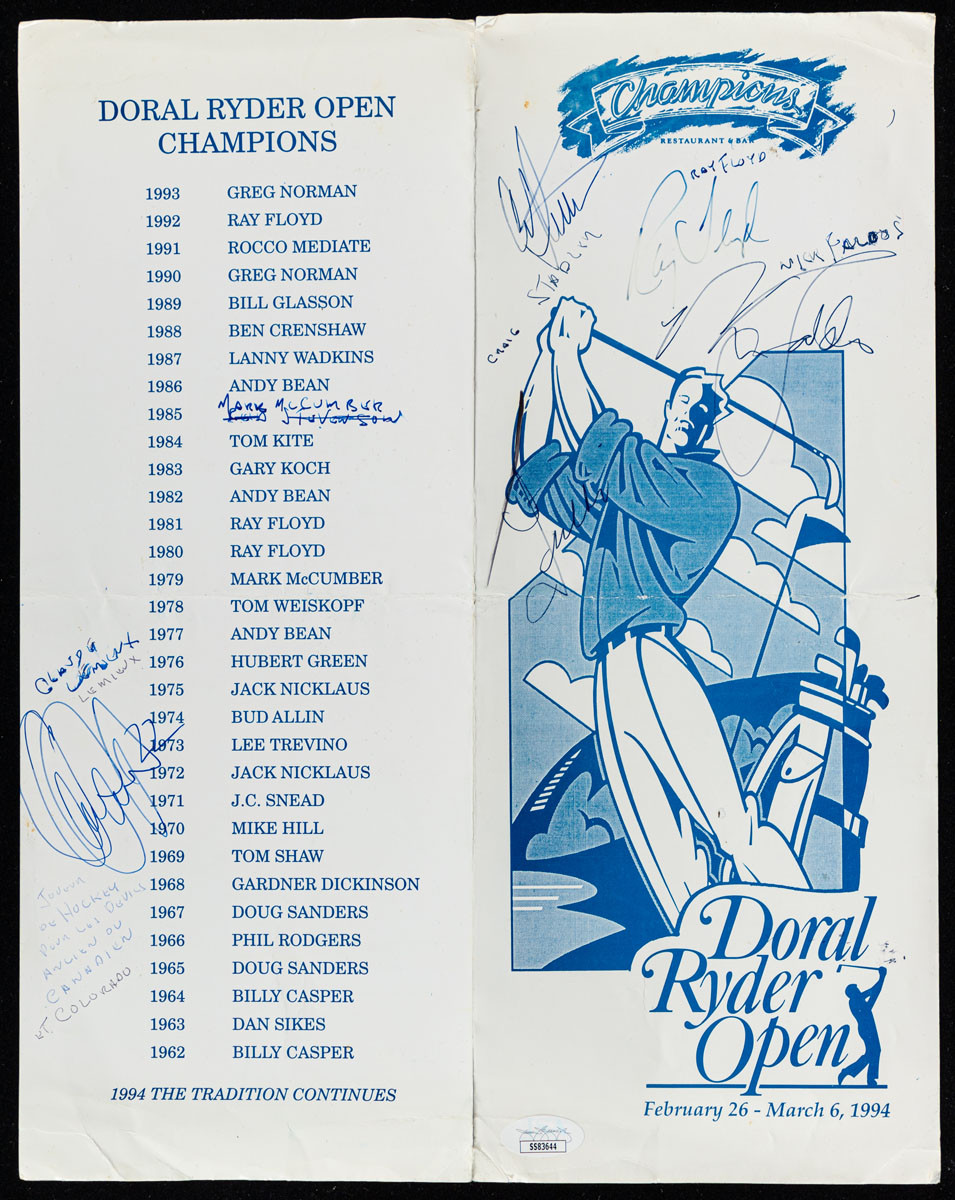 DORAL RYDER OPEN
CHAMPIONS
1993 GREG NORMAN
1992 RAY FLOYD
1991 ROCCO MEDIATE
1990 GREG NORMAN
1989 BILL GLASSON
1988 BEN CRENSHAW
1987 LANNY WADKINS
1986 ANDY BEAN
MARK McCUMBER
1985
1984 TOM KITE
1983 GARY KOCH
1982 ANDY BEAN
1981 RAY FLOYD
1980 RAY FLOYD
1979 MARK McCUMBER
1978 TOM WEISKOPF
1977 ANDY BEAN
1976 HUBERT GREEN
1975 JACK NICKLAUS
1974 BUD ALLIN
1973 LEE TREVINO
1972 JACK NICKLAUS
1971 J.C. SNEAD
1970 MIKE HILL
1969 TOM SHAW
1968 GARDNER DICKINSON
1967 DOUG SANDERS
1966 PHIL RODGERS
1965 DOUG SANDERS
1964 BILLY CASPER
1963 DAN SIKES
1962 BILLY CASPER
1994 THE TRADITION CONTINUES
CLAUDE
LEMIEUX
LEMIEUX
JOUEUR
DE HOCKEY
POUR LES DEVILS
ANCIEN DU
CANADIEN
ET COLORADO
Champions
RESTAURANT & BAR
RAY FLOYD
Ray Floyd
NICK FALDOS
CRAIG STADLER
Doral
Ryder
Open
February 26 - March 6, 1994
SS83644